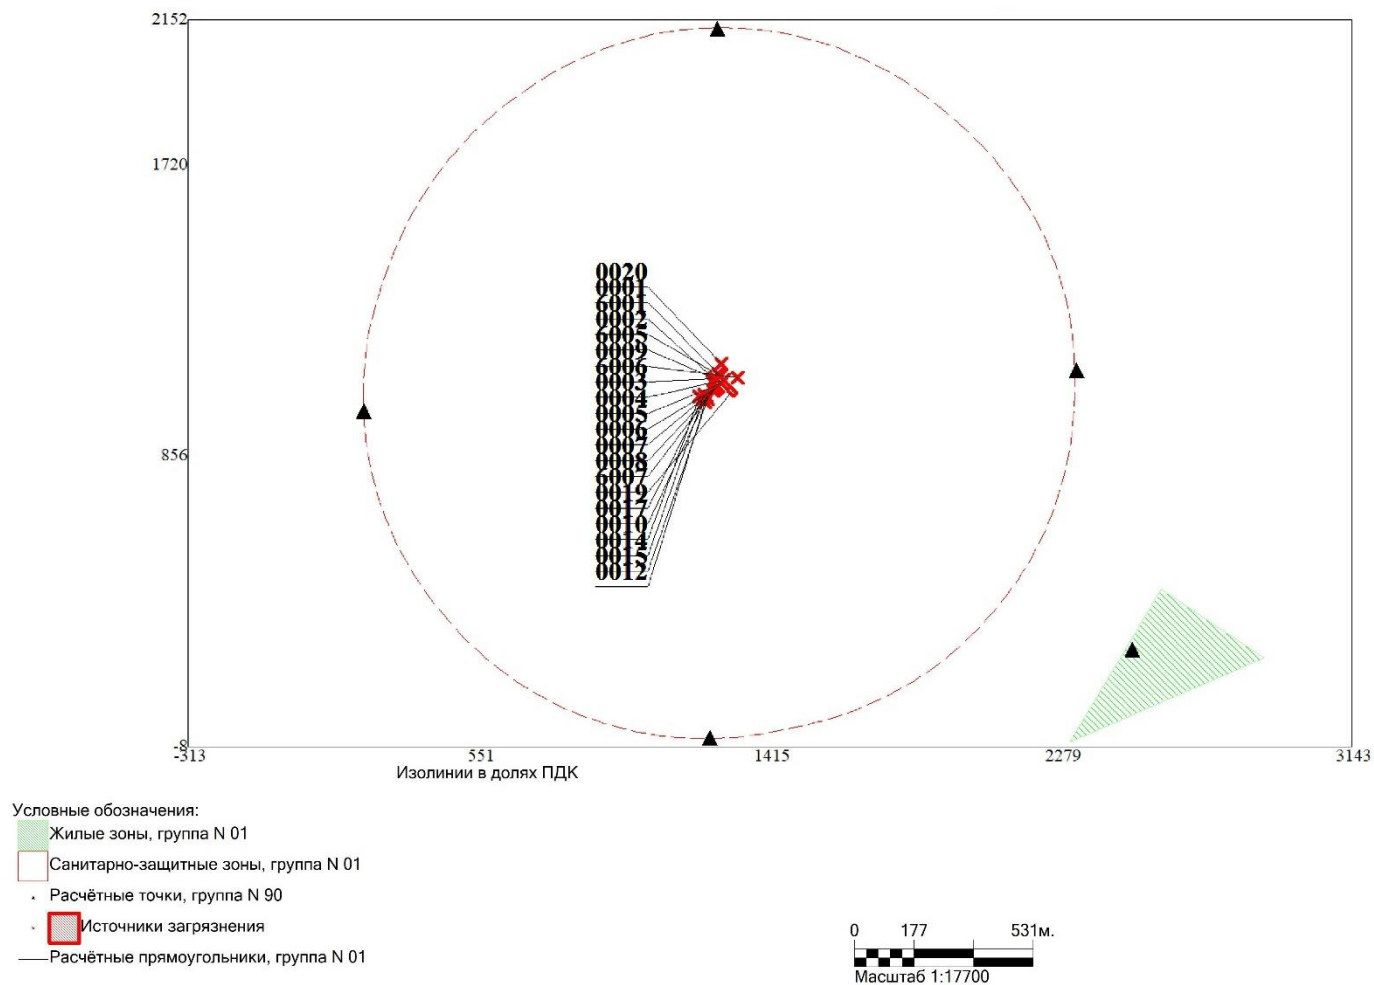 2152
1720
0020
0001
6001
0002
6005
0009
6006
0003
0004
0005
0006
0007
0008
6007
0019
0017
0010
0014
0015
0012
856
-8
-313 551 1415 2279 3143
Изолинии в долях ПДК
Условные обозначения:
Жилые зоны, группа N 01
Санитарно-защитные зоны, группа N 01
Расчётные точки, группа N 90
Источники загрязнения
Расчётные прямоугольники, группа N 01
0 177 531м.
Масштаб 1:17700